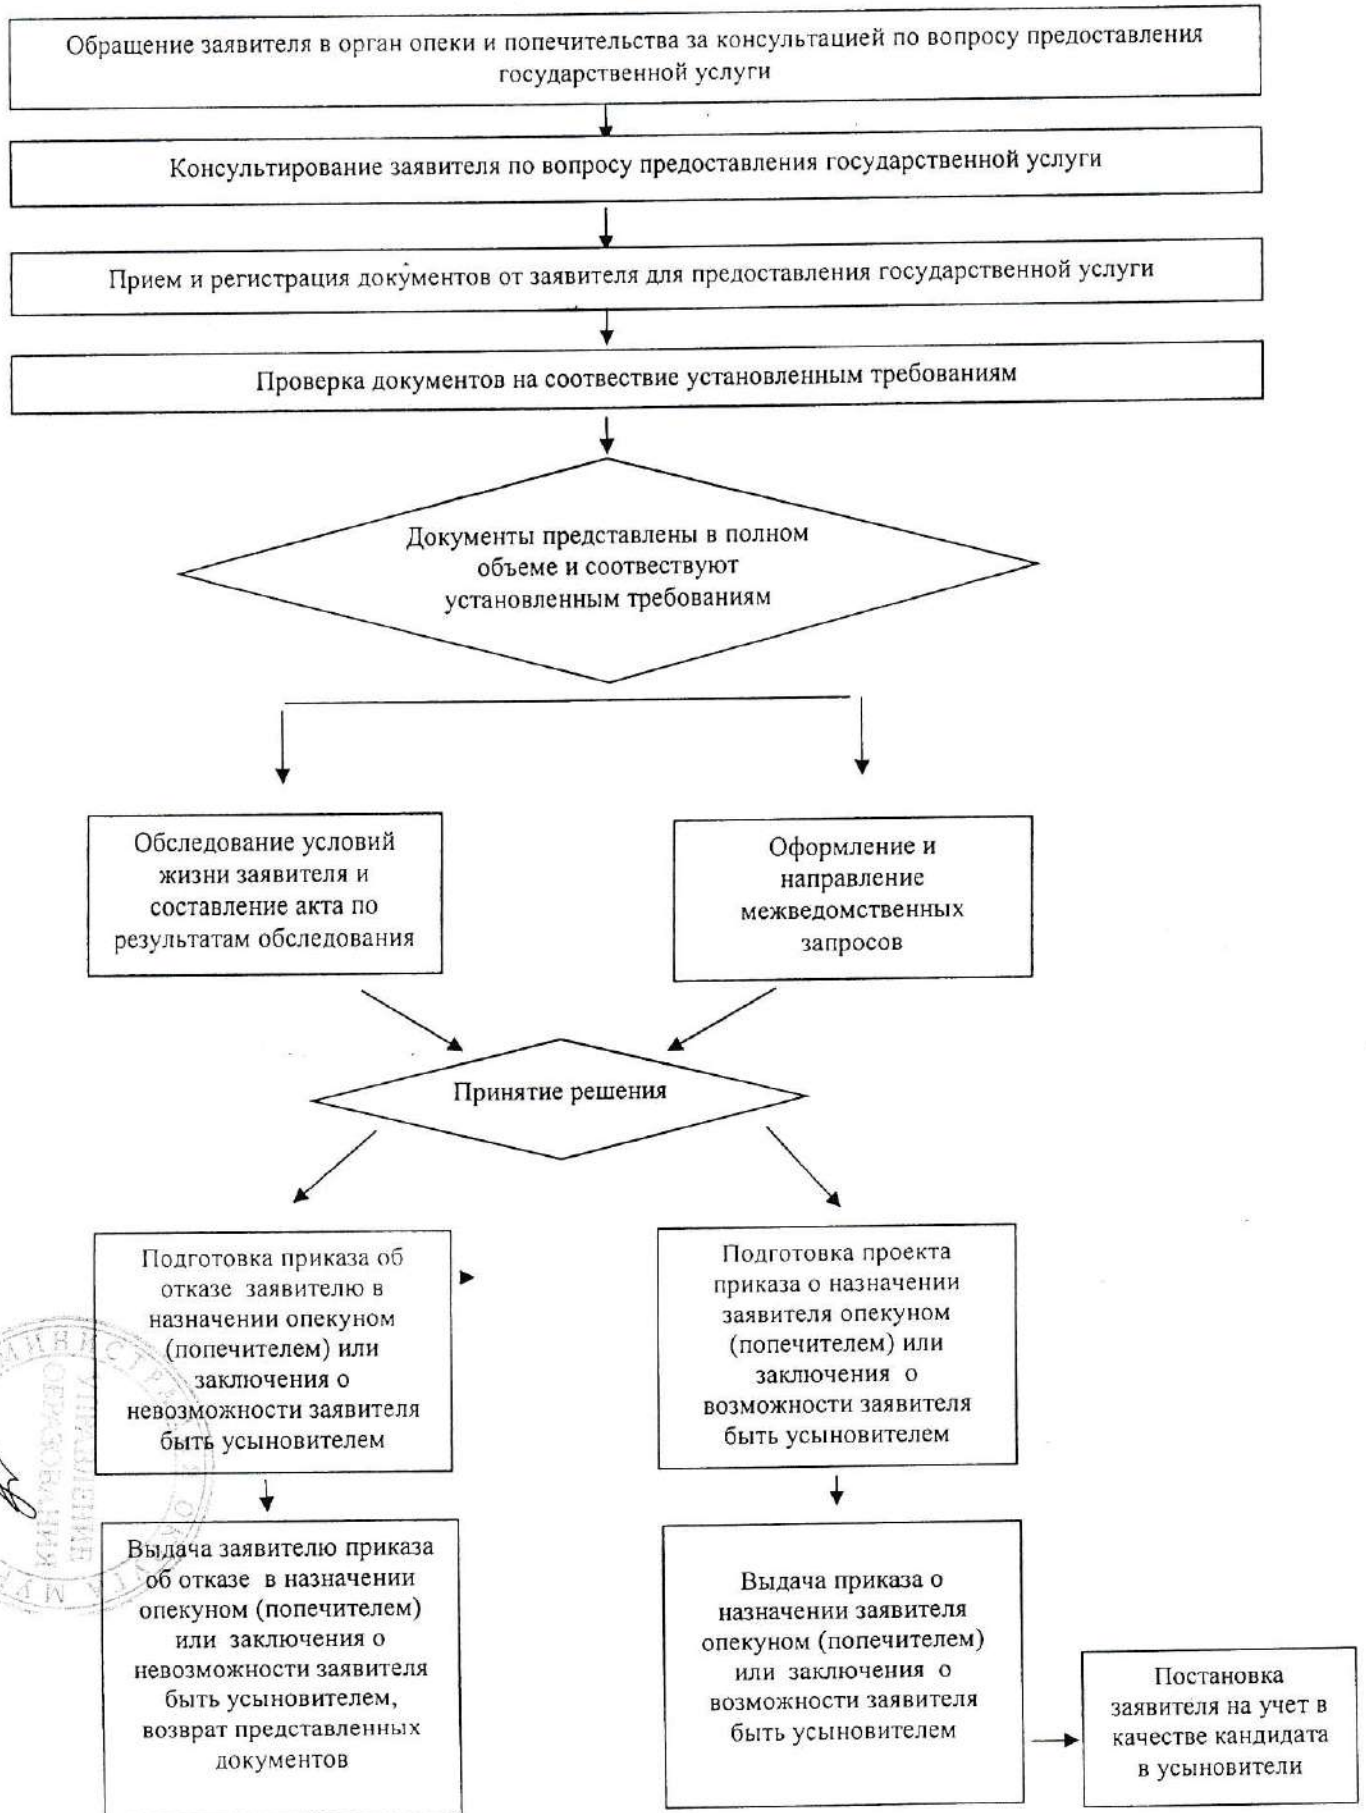 Обращение заявителя в орган опеки и попечительства за консультацией по вопросу предоставления
государственной услуги
Консультирование заявителя по вопросу предоставления государственной услуги
Прием и регистрация документов от заявителя для предоставления государственной услуги
Проверка документов на соотвествие установленным требованиям
Документы представлены в полном
объеме и соотвествуют
установленным требованиям
Обследование условий
жизни заявителя и
составление акта по
результатам обследования
Оформление и
направление
межведомственных
запросов
Принятие решения
Подготовка приказа об
отказе заявителю в
назначении опекуном
(попечителем) или
заключения о
невозможности заявителя
быть усыновителем
Подготовка проекта
приказа о назначении
заявителя опекуном
(попечителем) или
заключения о
возможности заявителя
быть усыновителем
УПРАВЛЕНИЕ
ОБРАЗОВАНИЯ
Выдача заявителю приказа
об отказе в назначении
опекуном (попечителем)
или заключения о
невозможности заявителя
быть усыновителем,
возврат представленных
документов
Выдача приказа о
назначении заявителя
опекуном (попечителем)
или заключения о
возможности заявителя
быть усыновителем
Постановка
заявителя на учет в
качестве кандидата
в усыновители